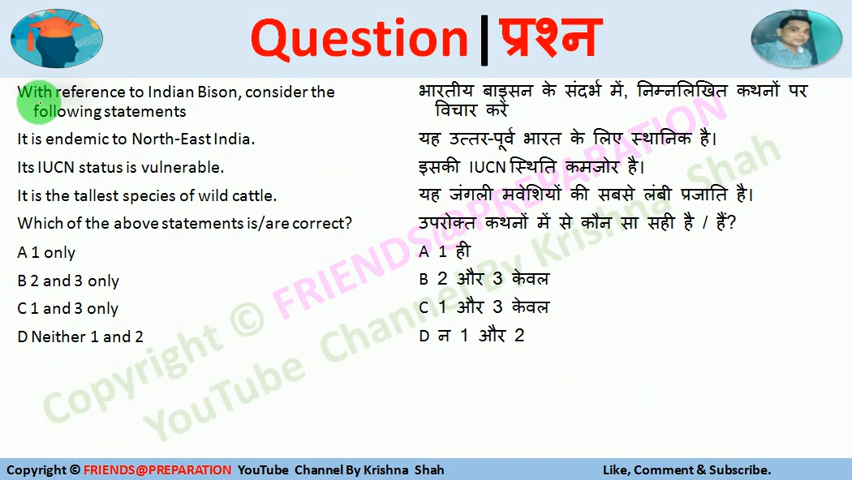 Question|प्रश्न
With reference to Indian Bison, consider the
following statements
It is endemic to North-East India.
Its IUCN status is vulnerable.
It is the tallest species of wild cattle.
Which of the above statements is/are correct?
A 1 only
B 2 and 3 only
C 1 and 3 only
D Neither 1 and 2
भारतीय बाइसन के संदर्भ में, निम्नलिखित कथनों पर
विचार करें
यह उत्तर-पूर्व भारत के लिए स्थानिक है।
इसकी IUCN स्थिति कमजोर है।
यह जंगली मवेशियों की सबसे लंबी प्रजाति है।
उपरोक्त कथनों में से कौन सा सही है / हैं?
A 1 ही
B 2 और 3 केवल
C 1 और 3 केवल
D न 1 और 2
Copyright © FRIENDS@PREPARATION
YouTube Channel By Krishna Shah
Copyright © FRIENDS@PREPARATION YouTube Channel By Krishna Shah
Like, Comment & Subscribe.